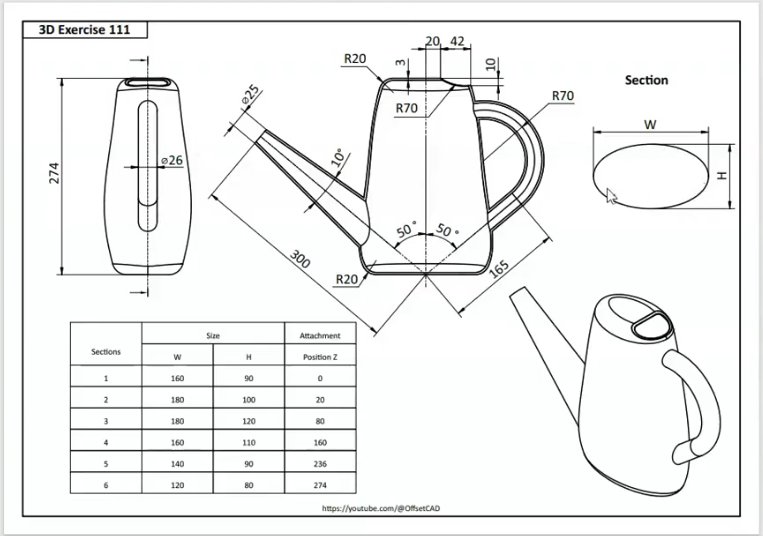 3D Exercise 111
20 42
R20
3
10
Section
⌀25
R70
R70
W
10°
H
274
⌀26
50° 50°
300
165
R20
Sections Size Attachment
W H Position Z
1 160 90 0
2 180 100 20
3 180 120 80
4 160 110 160
5 140 90 236
6 120 80 274
https://youtube.com/@OffsetCAD